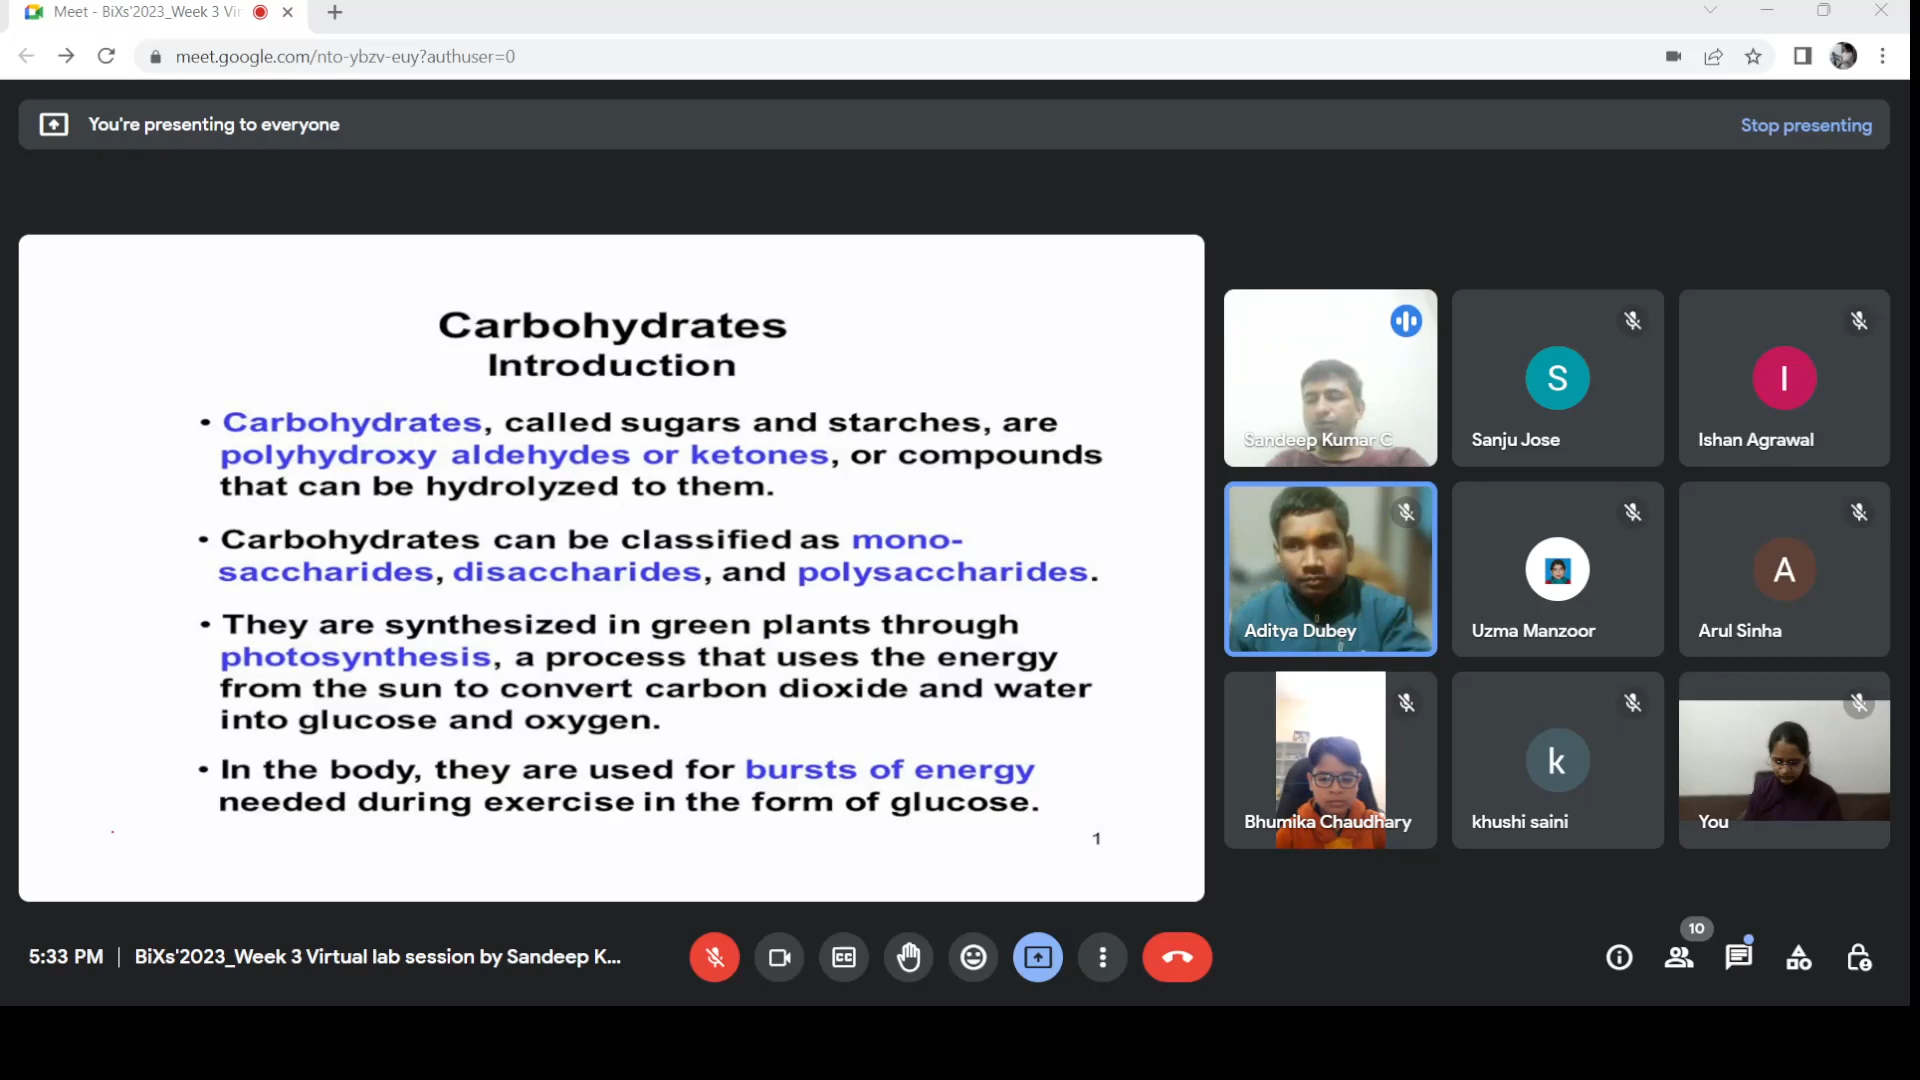 Meet - BiXs'2023_Week 3 Vir
meet.google.com/nto-ybzv-euy?authuser=0
You're presenting to everyone
Stop presenting
Carbohydrates
Introduction
• Carbohydrates, called sugars and starches, are
polyhydroxy aldehydes or ketones, or compounds
that can be hydrolyzed to them.
• Carbohydrates can be classified as mono-
saccharides, disaccharides, and polysaccharides.
• They are synthesized in green plants through
photosynthesis, a process that uses the energy
from the sun to convert carbon dioxide and water
into glucose and oxygen.
• In the body, they are used for bursts of energy
needed during exercise in the form of glucose.
1
Sandeep Kumar C
S
Sanju Jose
I
Ishan Agrawal
Aditya Dubey
Uzma Manzoor
A
Arul Sinha
Bhumika Chaudhary
k
khushi saini
You
5:33 PM | BiXs'2023_Week 3 Virtual lab session by Sandeep K...
CC
10